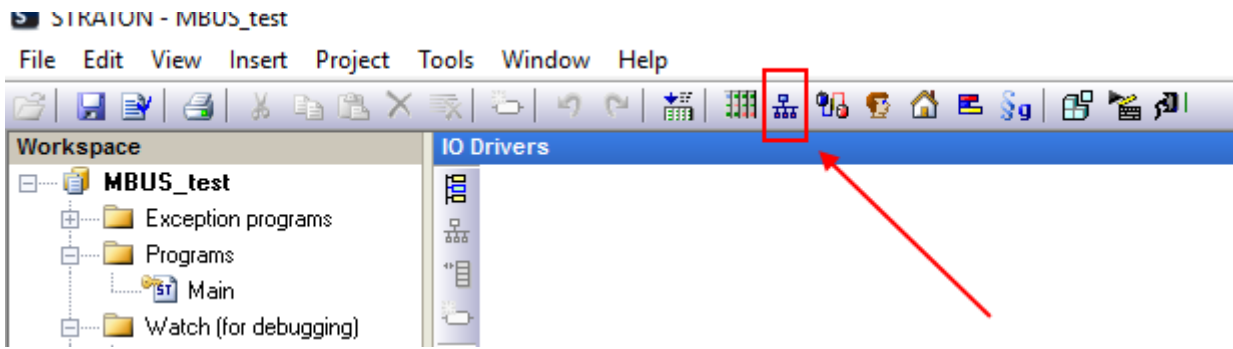 STRATON - MBUS_test
File Edit View Insert Project Tools Window Help
§g
Workspace
IO Drivers
MBUS_test
Exception programs
Programs
ST Main
Watch (for debugging)